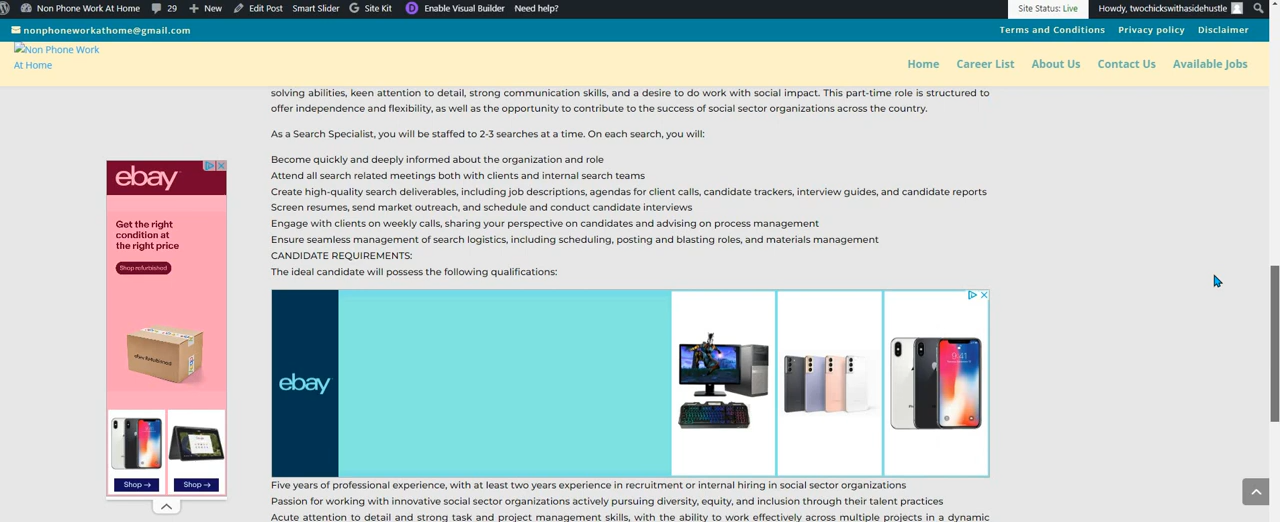 Non Phone Work At Home
29
New
Edit Post
Smart Slider
Site Kit
D
Enable Visual Builder
Need help?
Site Status: Live
Howdy, twochickswithasidehustle
nonphoneworkathome@gmail.com
Terms and Conditions
Privacy policy
Disclaimer
Non Phone Work
At Home
Home
Career List
About Us
Contact Us
Available Jobs
solving abilities, keen attention to detail, strong communication skills, and a desire to do work with social impact. This part-time role is structured to
offer independence and flexibility, as well as the opportunity to contribute to the success of social sector organizations across the country.
As a Search Specialist, you will be staffed to 2-3 searches at a time. On each search, you will:
Become quickly and deeply informed about the organization and role
Attend all search related meetings both with clients and internal search teams
Create high-quality search deliverables, including job descriptions, agendas for client calls, candidate trackers, interview guides, and candidate reports
Screen resumes, send market outreach, and schedule and conduct candidate interviews
Engage with clients on weekly calls, sharing your perspective on candidates and advising on process management
Ensure seamless management of search logistics, including scheduling, posting and blasting roles, and materials management
CANDIDATE REQUIREMENTS:
The ideal candidate will possess the following qualifications:
ebay
Get the right
condition at
the right price
Shop refurbished
ebay refurbished
Shop →
Shop →
ebay
9:41
Five years of professional experience, with at least two years experience in recruitment or internal hiring in social sector organizations
Passion for working with innovative social sector organizations actively pursuing diversity, equity, and inclusion through their talent practices
Acute attention to detail and strong task and project management skills, with the ability to work effectively across multiple projects in a dynamic